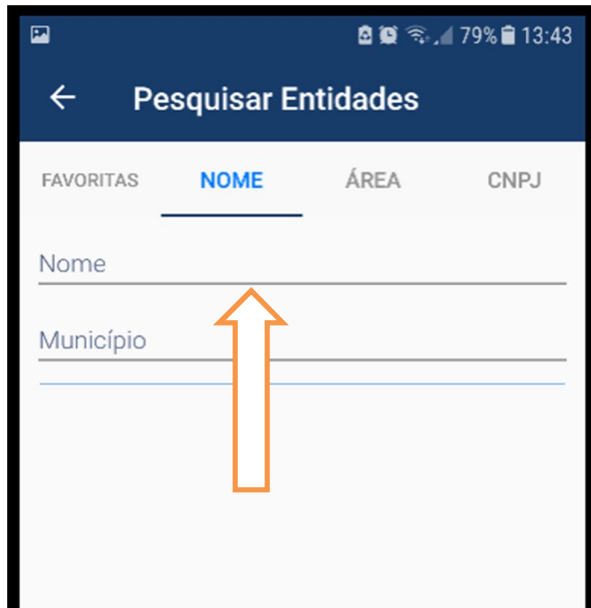 79% 13:43
Pesquisar Entidades
FAVORITAS NOME ÁREA CNPJ
Nome
Município